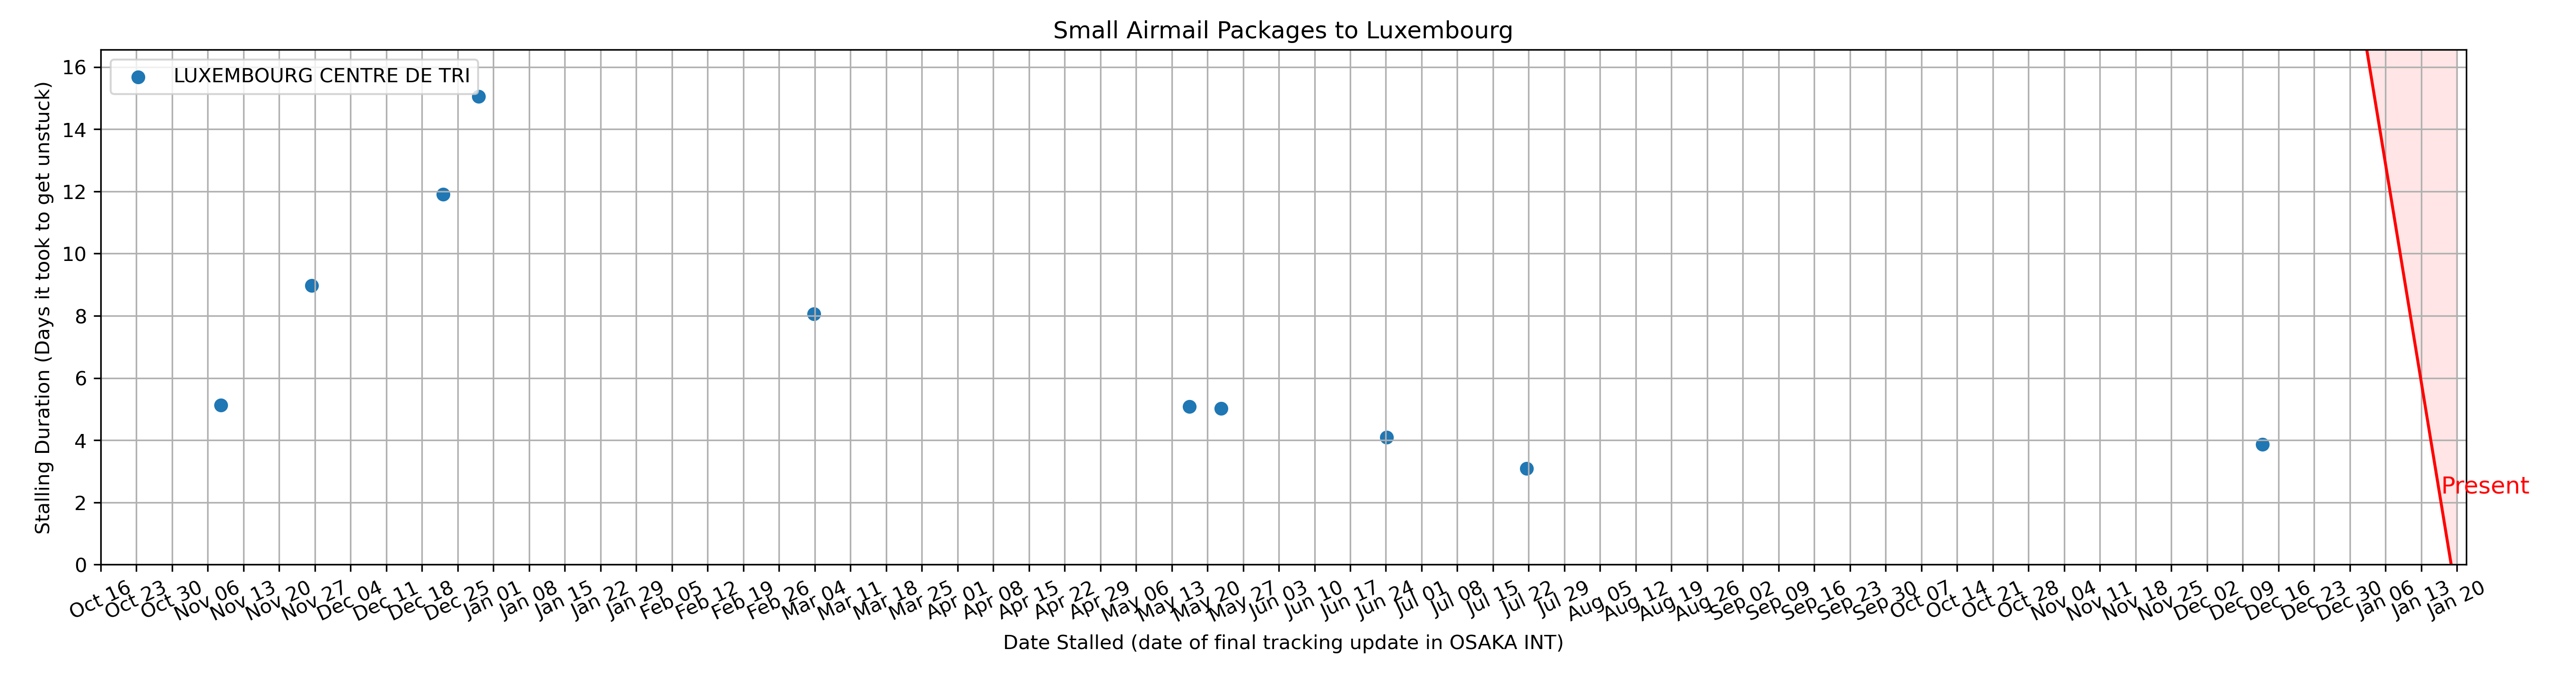 Small Airmail Packages to Luxembourg
LUXEMBOURG CENTRE DE TRI
Stalling Duration (Days it took to get unstuck)
16
14
12
10
8
6
4
2
0
Present
Oct 16
Oct 23
Oct 30
Nov 06
Nov 13
Nov 20
Nov 27
Dec 04
Dec 11
Dec 18
Dec 25
Jan 01
Jan 08
Jan 15
Jan 22
Jan 29
Feb 05
Feb 12
Feb 19
Feb 26
Mar 04
Mar 11
Mar 18
Mar 25
Apr 01
Apr 08
Apr 15
Apr 22
Apr 29
May 06
May 13
May 20
May 27
Jun 03
Jun 10
Jun 17
Jun 24
Jul 01
Jul 08
Jul 15
Jul 22
Jul 29
Aug 05
Aug 12
Aug 19
Aug 26
Sep 02
Sep 09
Sep 16
Sep 23
Sep 30
Oct 07
Oct 14
Oct 21
Oct 28
Nov 04
Nov 11
Nov 18
Nov 25
Dec 02
Dec 09
Dec 16
Dec 23
Dec 30
Jan 06
Jan 13
Jan 20
Date Stalled (date of final tracking update in OSAKA INT)